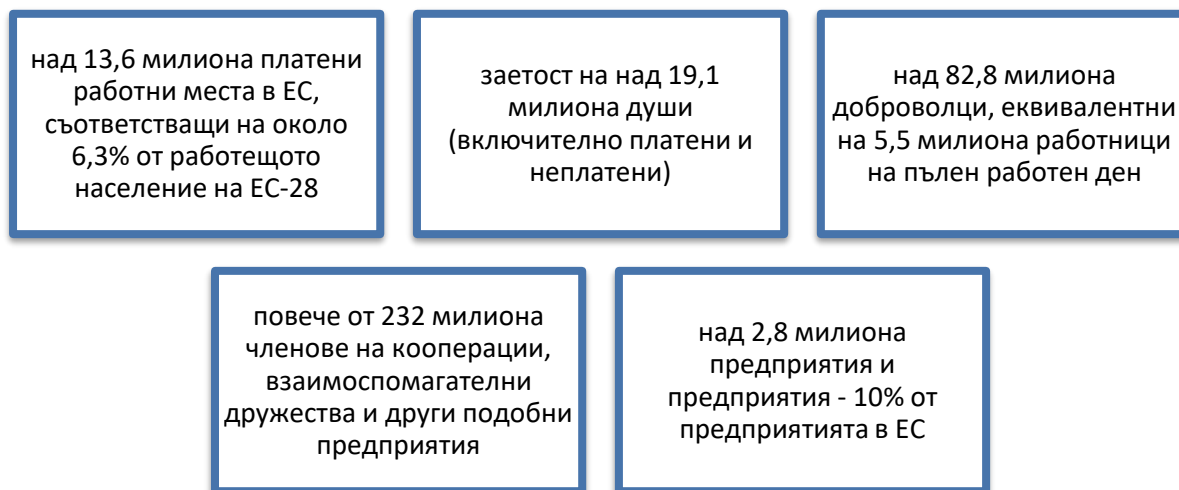 над 13,6 милиона платени
работни места в ЕС,
съответстващи на около
6,3% от работещото
население на ЕС-28
заетост на над 19,1
милиона души
(включително платени и
неплатени)
над 82,8 милиона
доброволци, еквивалентни
на 5,5 милиона работници
на пълен работен ден
повече от 232 милиона
членове на кооперации,
взаимоспомагателни
дружества и други подобни
предприятия
над 2,8 милиона
предприятия и
предприятия - 10% от
предприятията в ЕС